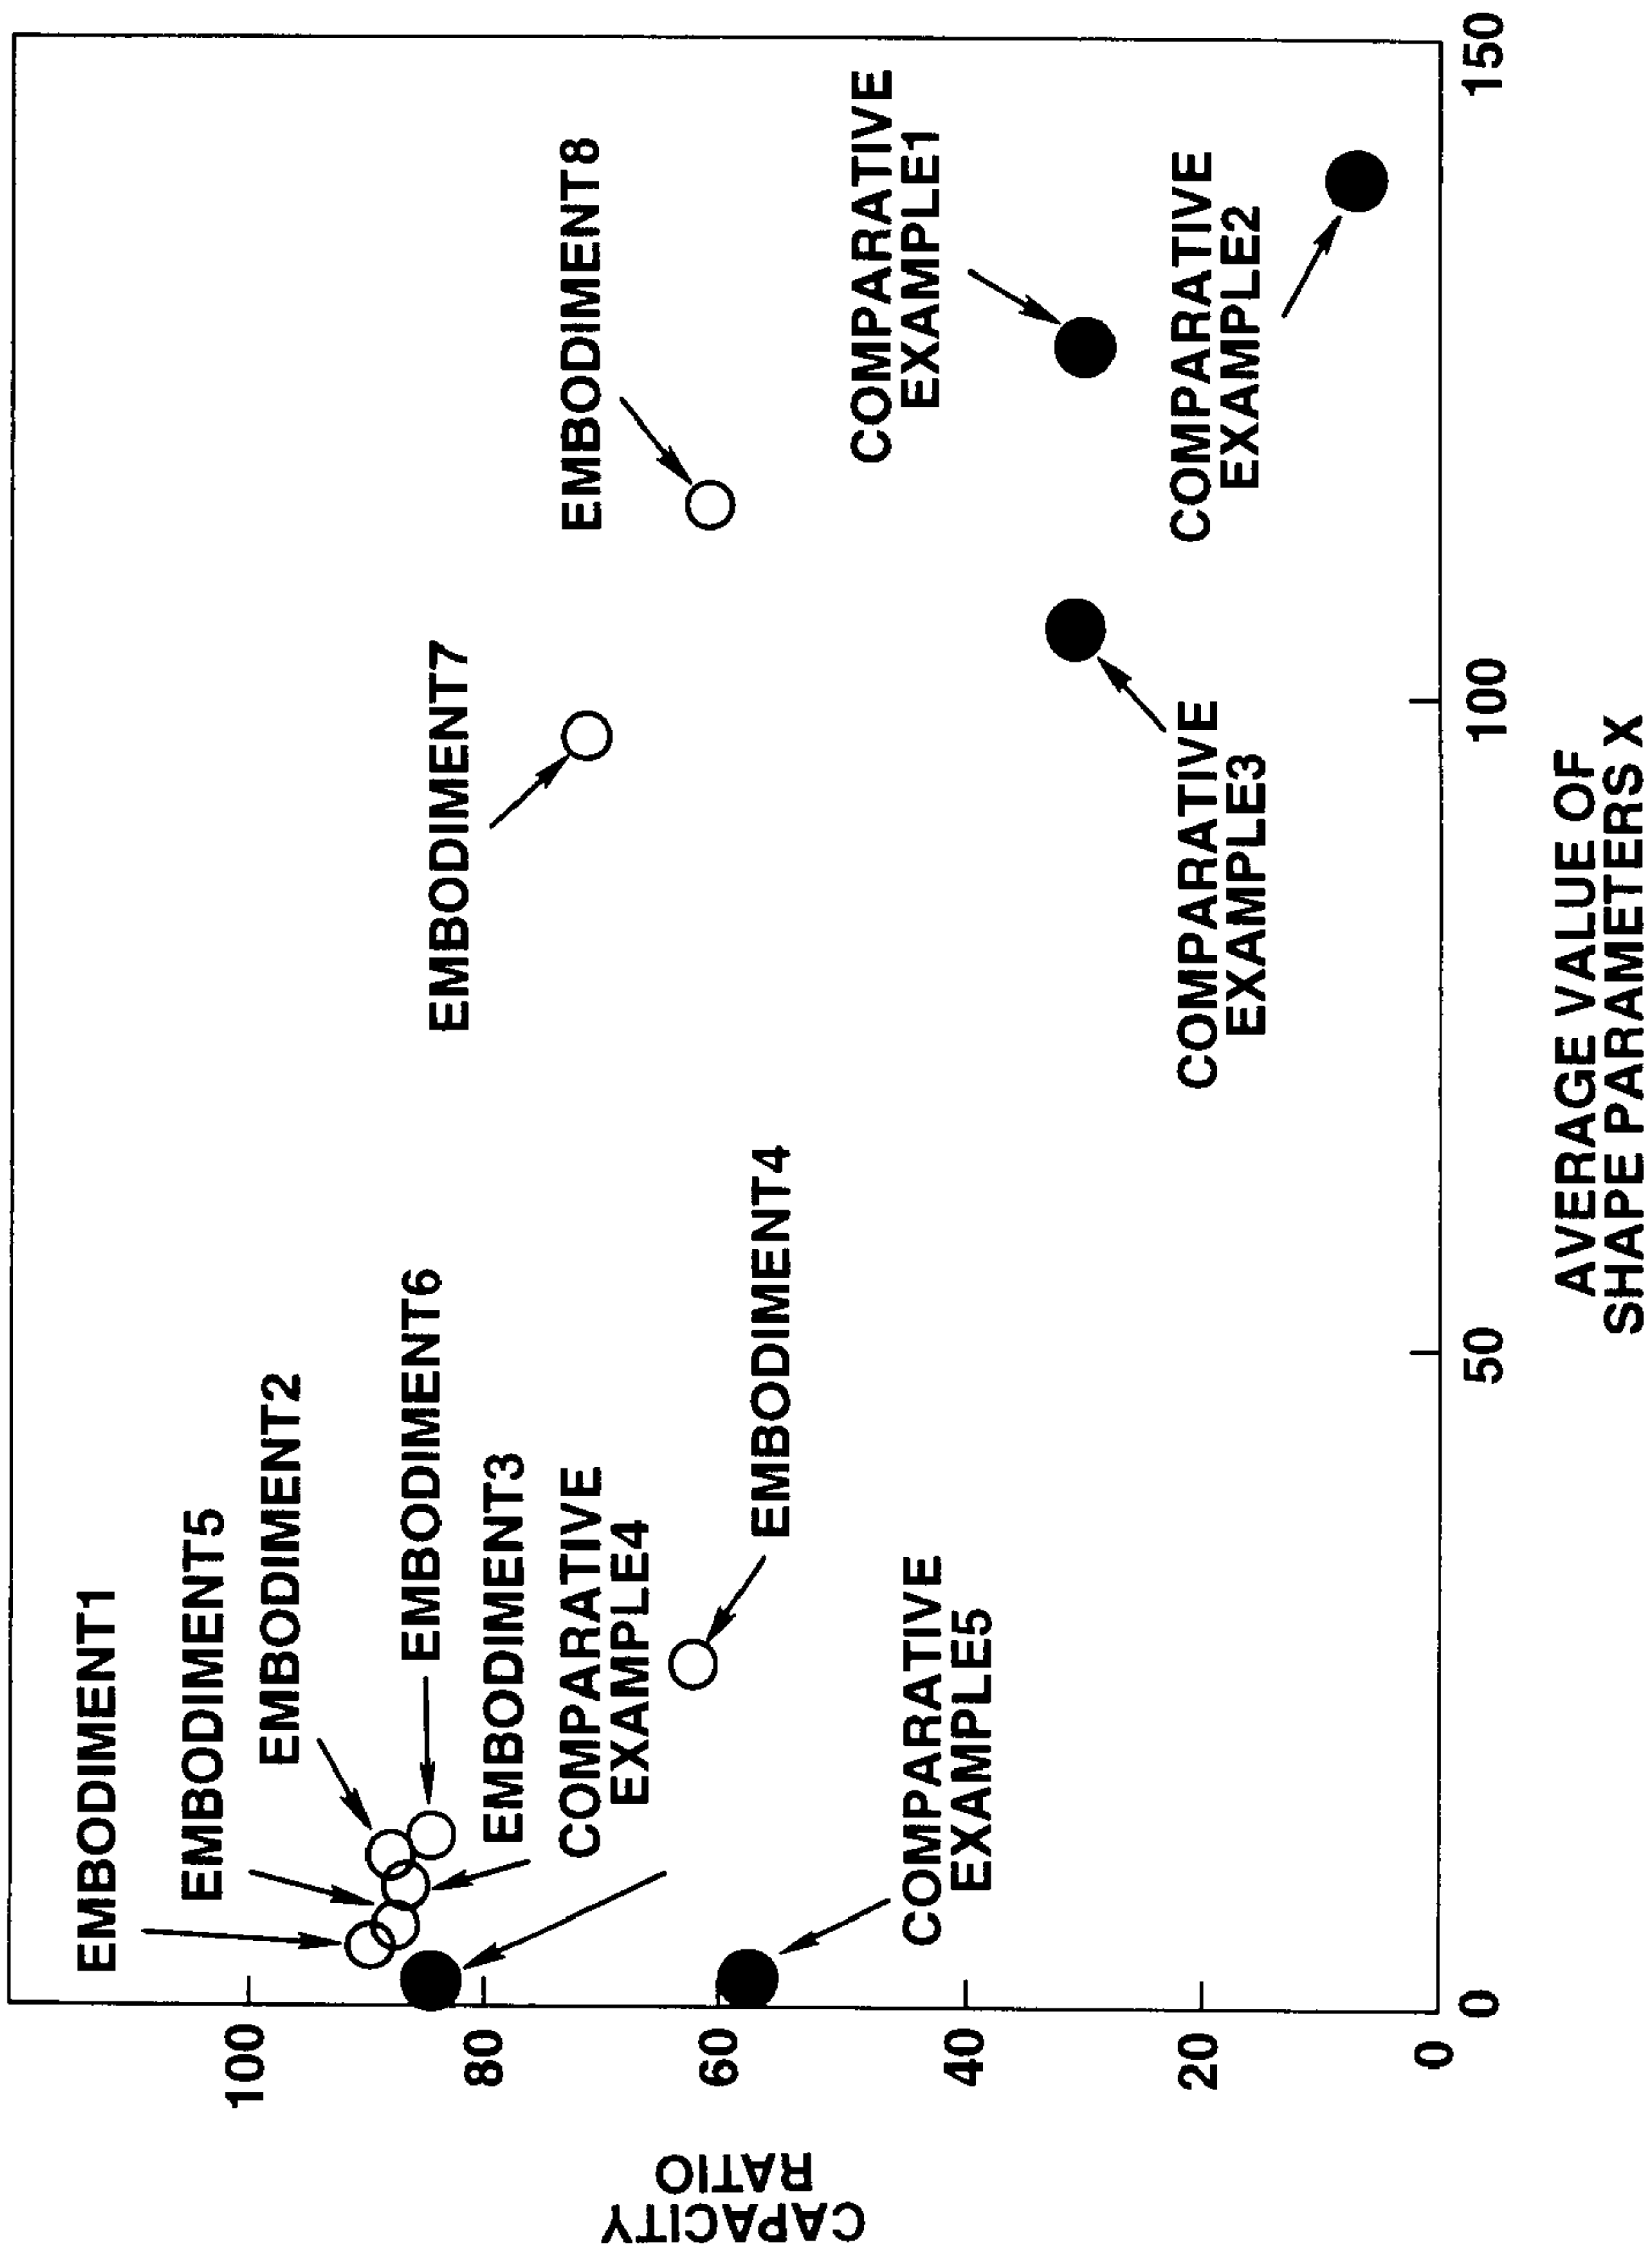 EMBODIMENT1
EMBODIMENT5
EMBODIMENT2
EMBODIMENT6
EMBODIMENT3
COMPARATIVE
EXAMPLE4
EMBODIMENT4
COMPARATIVE
EXAMPLE5
EMBODIMENT7
EMBODIMENT8
COMPARATIVE
EXAMPLE1
COMPARATIVE
EXAMPLE2
COMPARATIVE
EXAMPLE3
CAPACITY
RATIO
100
80
60
40
20
0
0
50
100
150
AVERAGE VALUE OF
SHAPE PARAMETERS X